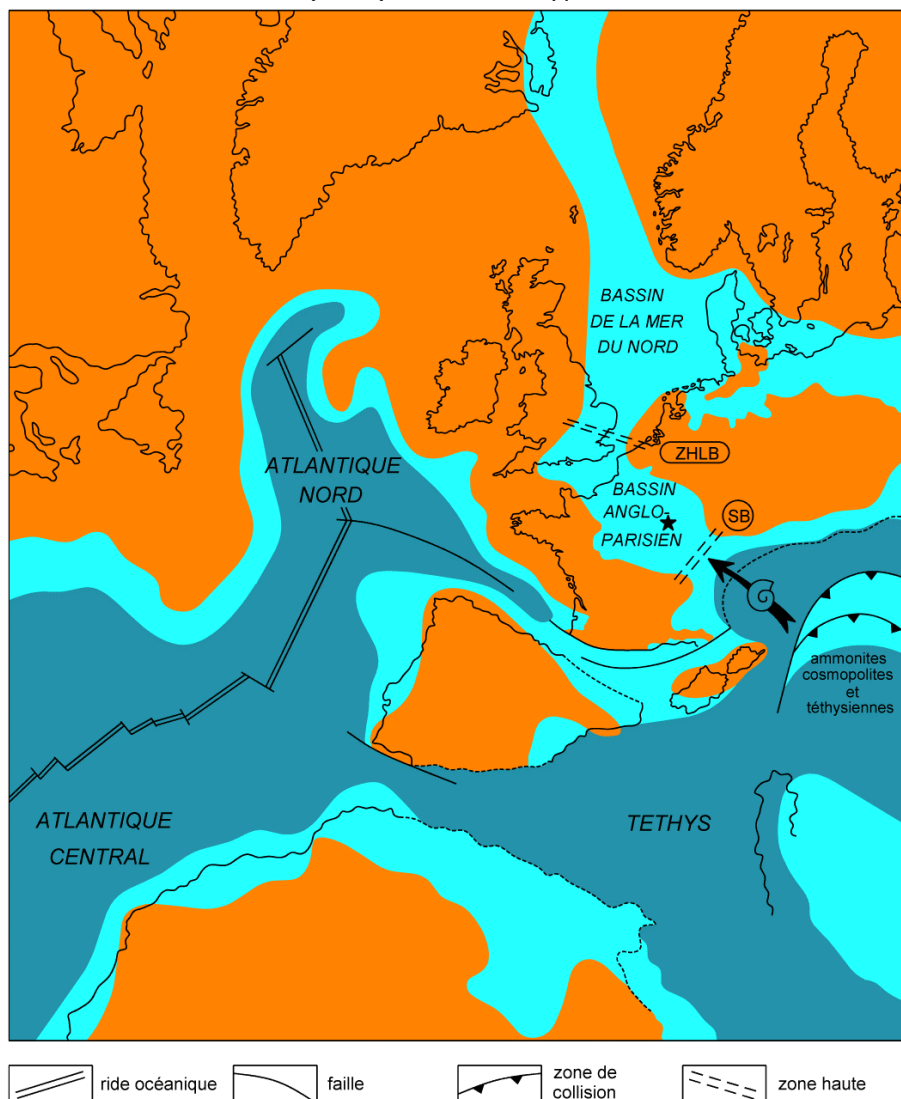 BASSIN
DE LA MER
DU NORD
ZHLB
ATLANTIQUE
NORD
BASSIN
ANGLO-
PARISIEN
SB
ammonites
cosmopolites
et
téthysiennes
ATLANTIQUE
CENTRAL
TETHYS
ride océanique
faille
zone de
collision
zone haute